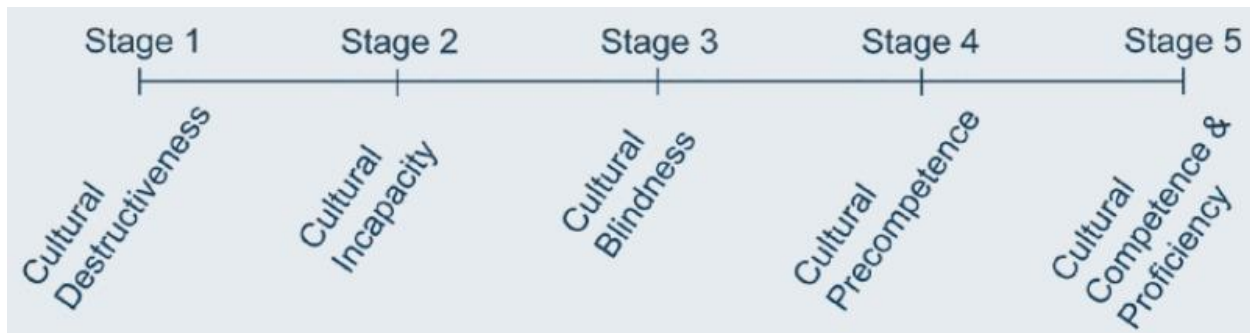 Stage 1
Stage 2
Stage 3
Stage 4
Stage 5
Cultural
Destructiveness
Cultural
Incapacity
Cultural
Blindness
Cultural
Precompetence
Cultural
Competence &
Proficiency